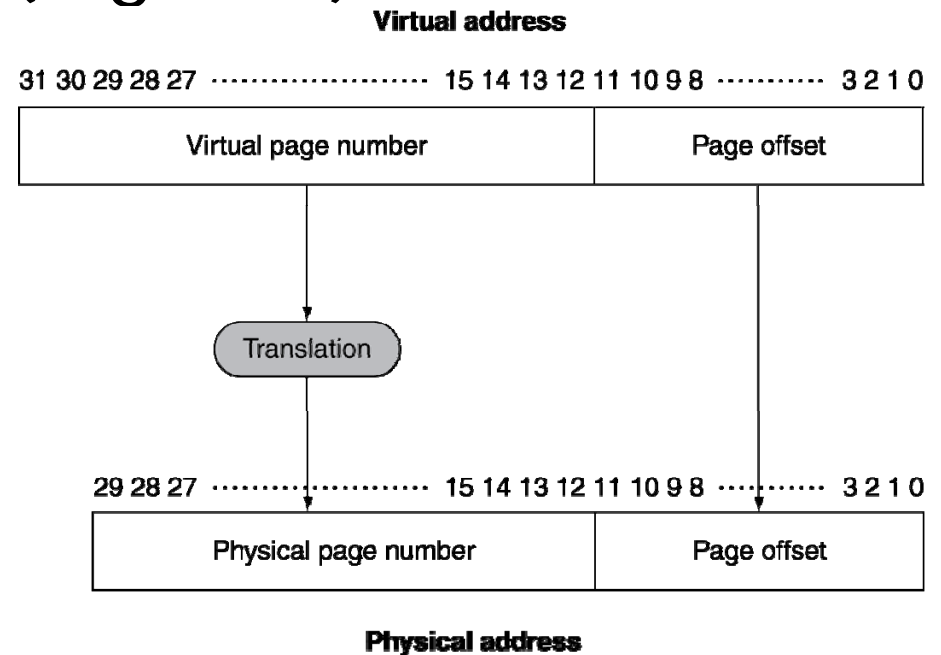 Virtual address
31 30 29 28 27 ..................... 15 14 13 12 11 10 9 8 ........... 3 2 1 0
Virtual page number Page offset
Translation
29 28 27 ..................... 15 14 13 12 11 10 9 8 ........... 3 2 1 0
Physical page number Page offset
Physical address